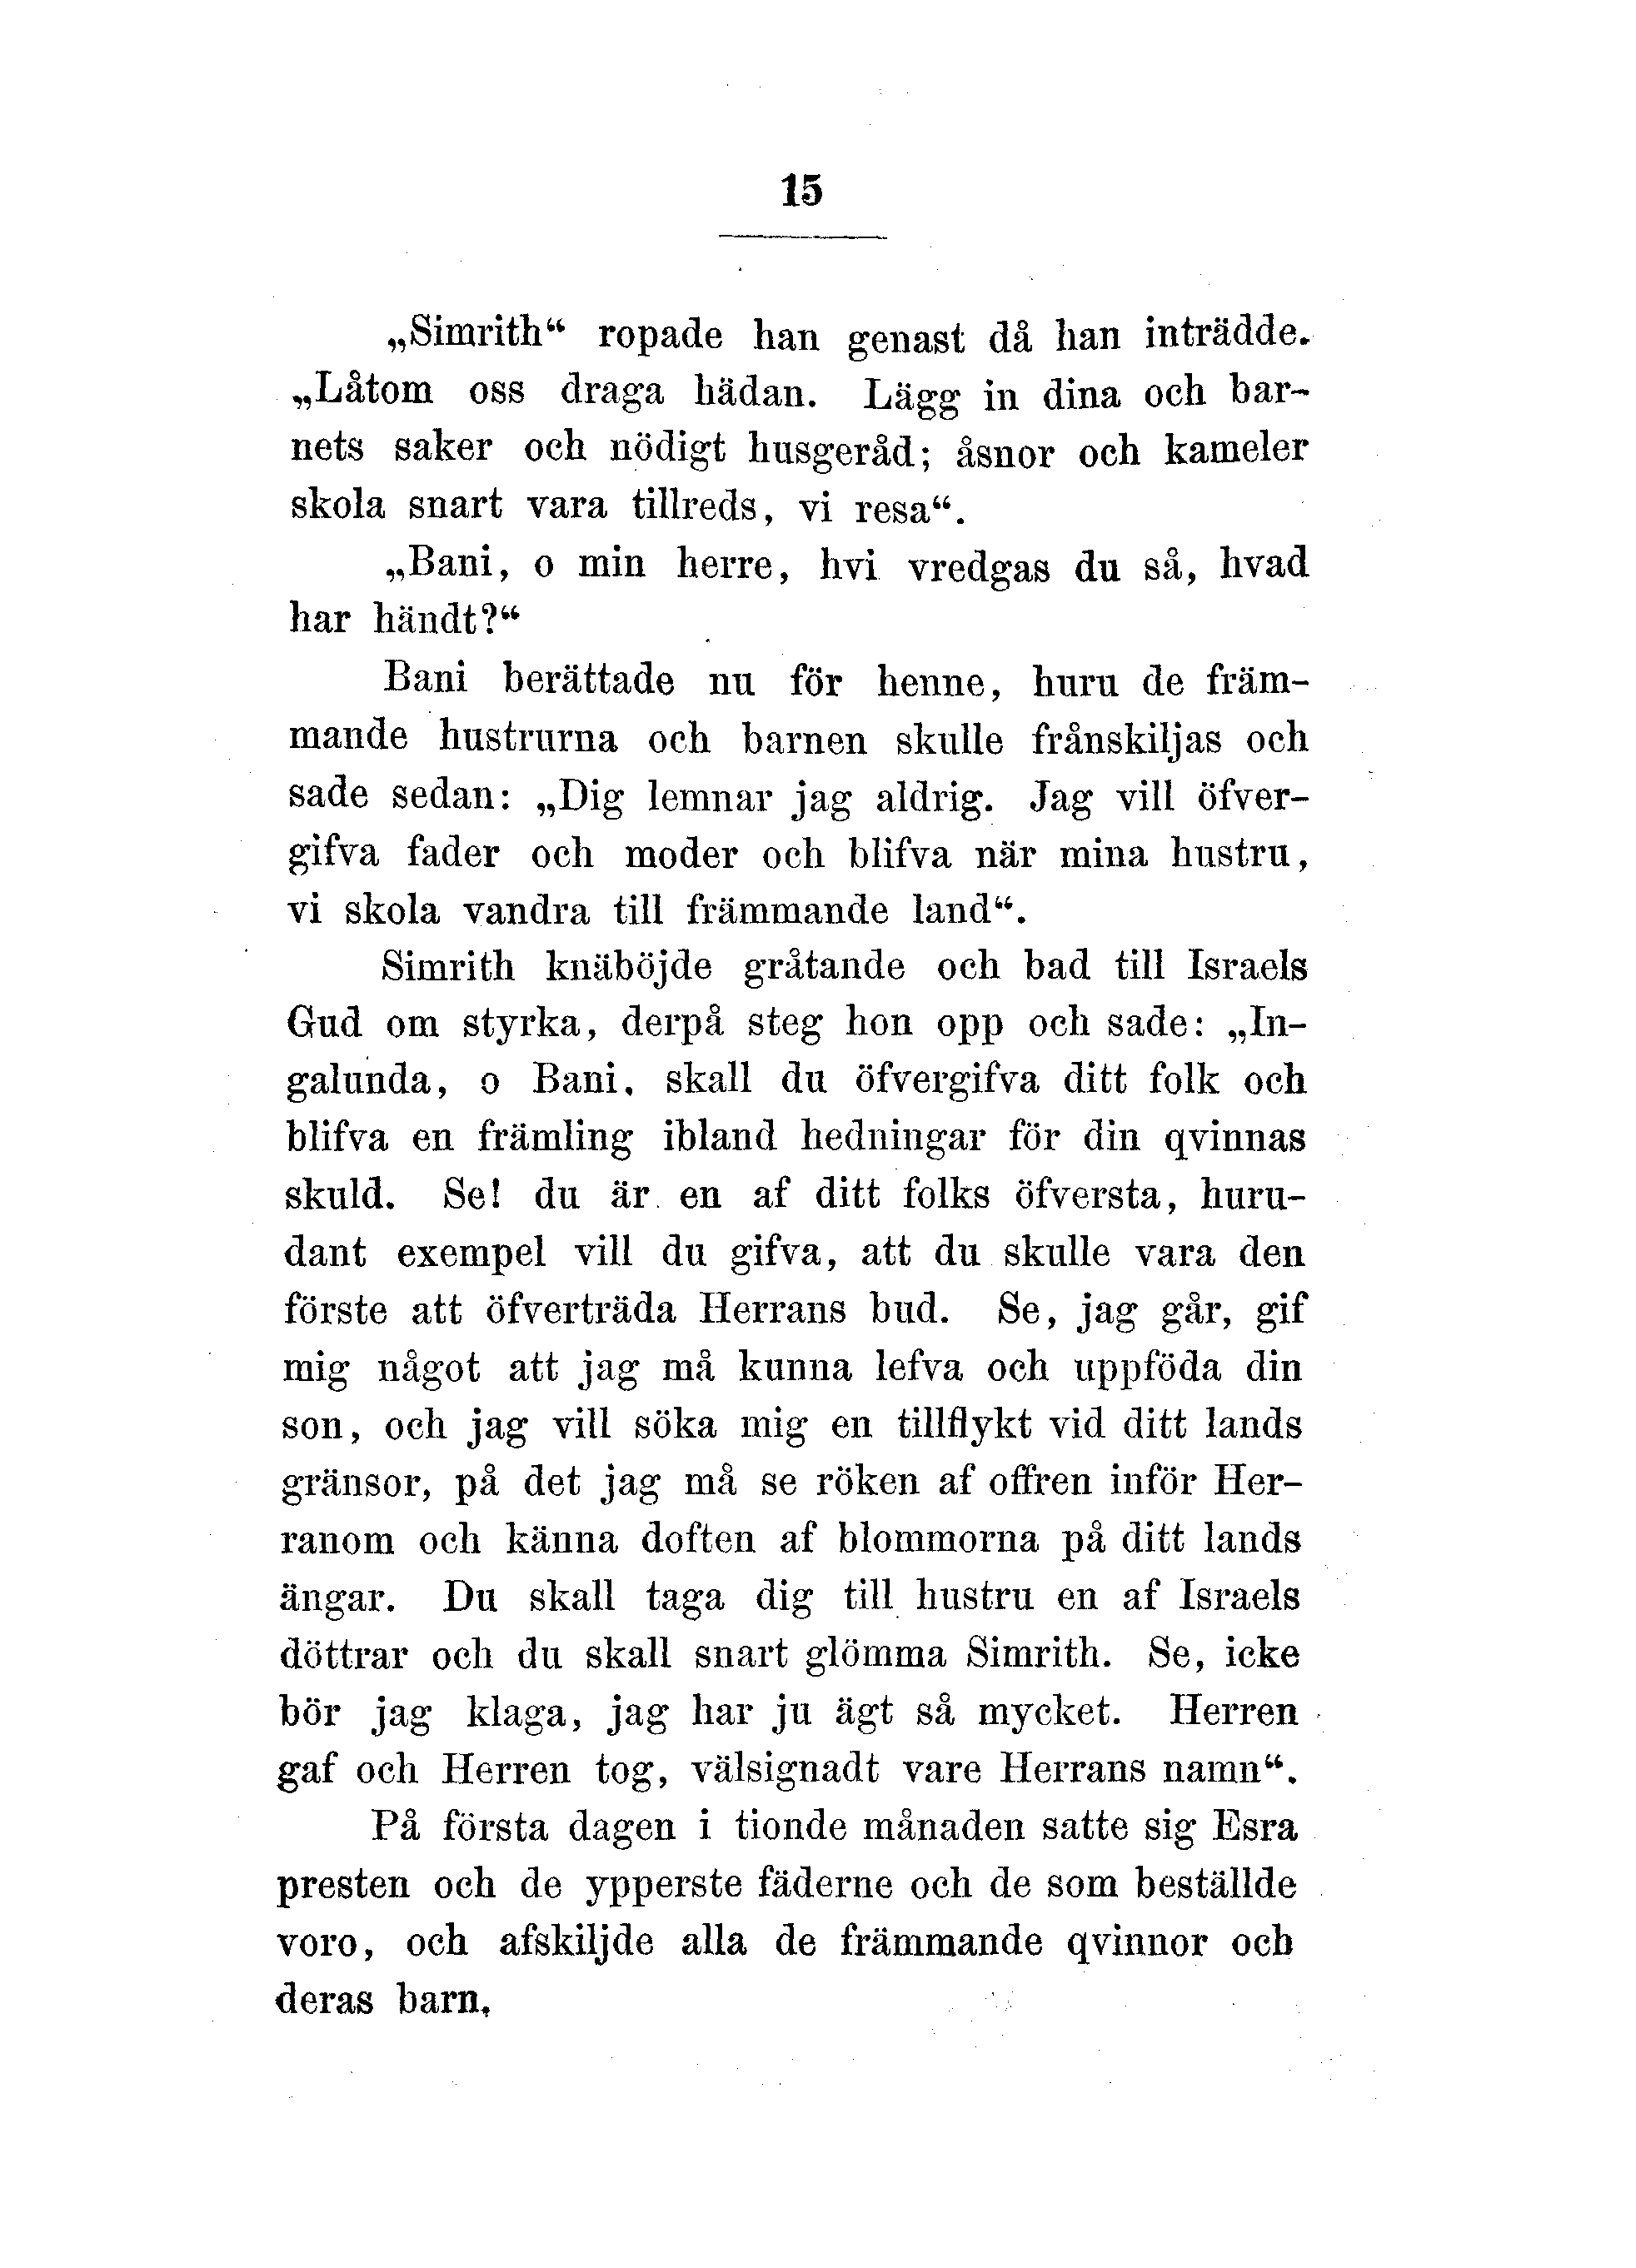 15
„Simrith“ ropade han genast då han inträdde.
„Låtom oss draga hädan. Lägg in dina och bar-
nets saker och nödigt husgeråd; åsnor och kameler
skola snart vara tillreds, vi resa“.
„Bani, o min herre, hvi vredgas du så, hvad
har händt?“
Bani berättade nu för henne, huru de främ-
mande hustrurna och barnen skulle frånskiljas och
sade sedan: „Dig lemnar jag aldrig. Jag vill öfver-
gifva fader och moder och blifva när mina hustru,
vi skola vandra till främmande land“.
Simrith knäböjde gråtande och bad till Israels
Gud om styrka, derpå steg hon opp och sade: „In-
galunda, o Bani, skall du öfvergifva ditt folk och
blifva en främling ibland hedningar för din qvinnas
skuld. Se! du är en af ditt folks öfversta, huru-
dant exempel vill du gifva, att du skulle vara den
förste att öfverträda Herrans bud. Se, jag går, gif
mig något att jag må kunna lefva och uppföda din
son, och jag vill söka mig en tillflykt vid ditt lands
gränsor, på det jag må se röken af offren inför Her-
ranom och känna doften af blommorna på ditt lands
ängar. Du skall taga dig till hustru en af Israels
döttrar och du skall snart glömma Simrith. Se, icke
bör jag klaga, jag har ju ägt så mycket. Herren
gaf och Herren tog, välsignadt vare Herrans namn“.
På första dagen i tionde månaden satte sig Esra
presten och de ypperste fäderne och de som beställde
voro, och afskiljde alla de främmande qvinnor och
deras barn.